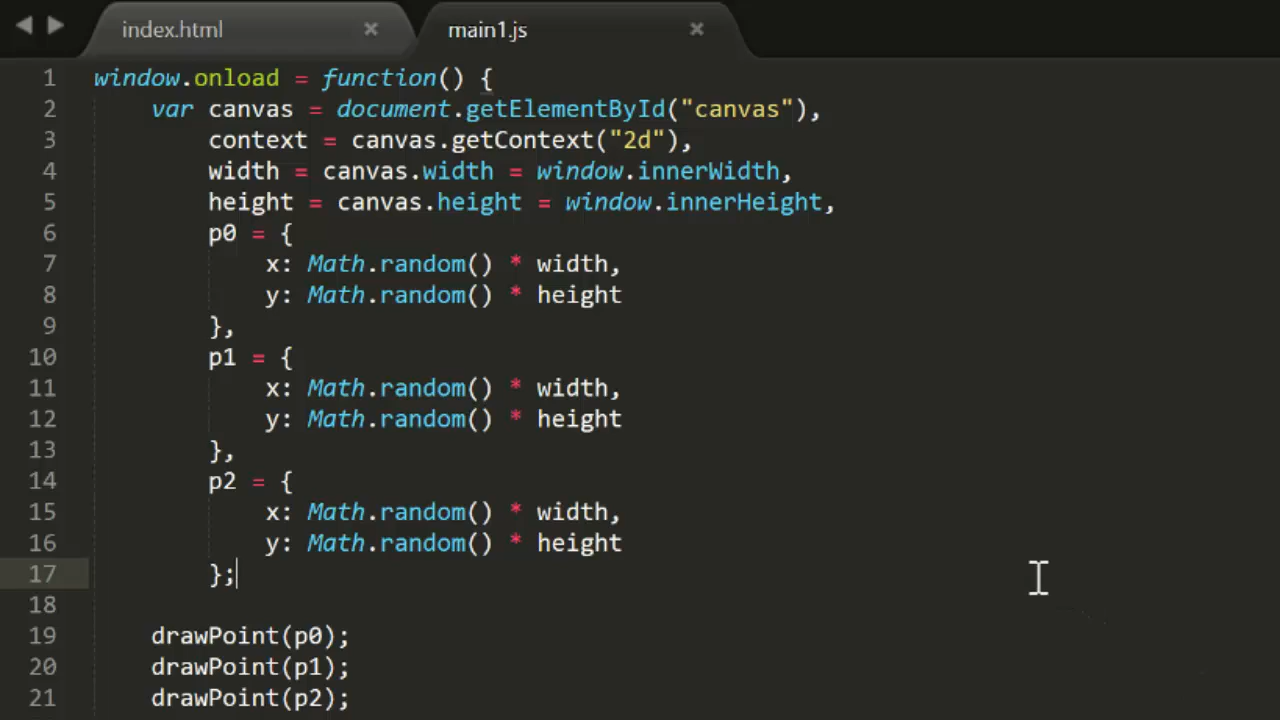 index.html × main1.js ×
1 window.onload = function() {
2 var canvas = document.getElementById("canvas"),
3 context = canvas.getContext("2d"),
4 width = canvas.width = window.innerWidth,
5 height = canvas.height = window.innerHeight,
6 p0 = {
7 x: Math.random() * width,
8 y: Math.random() * height
9 },
10 p1 = {
11 x: Math.random() * width,
12 y: Math.random() * height
13 },
14 p2 = {
15 x: Math.random() * width,
16 y: Math.random() * height
17 };
18
19 drawPoint(p0);
20 drawPoint(p1);
21 drawPoint(p2);